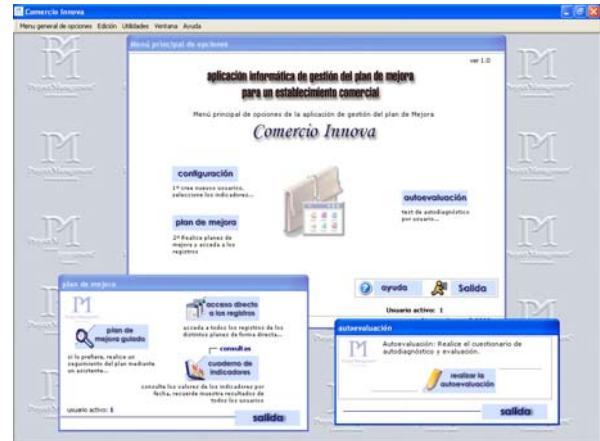 Comercio Innova
Menu general de opciones Edición Utilidades Ventana Ayuda
Menú principal de opciones
ver 1.0
aplicación informática de gestión del plan de mejora
para un establecimiento comercial
Menú principal de opciones de la aplicación de gestión del plan de Mejora
Comercio Innova
configuración
1º cree nuevos usuarios,
seleccione los indicadores...
plan de mejora
2º Realice planes de
mejora y acceda a los
registros
autoevaluación
test de autodiagnóstico
por usuario...
ayuda
Salida
Usuario activo: 1
plan de mejora
PM
Project Management
acceso directo
a los registros
acceda a todos los registros de los
distintos planes de forma directa...
plan de
mejora guiado
si lo prefiera, realice un
seguimiento del plan mediante
un asistente...
consultas
cuaderno de
indicadores
consulte los valores de los indicadores por
fecha, recuerde muestra resultados de
todos los usuarios
usuario activo: 1
salida
autoevaluación
PM
Autoevaluación: Realice el cuestionario de
autodiagnóstico y evaluación.
realizar la
autoevaluación
salida